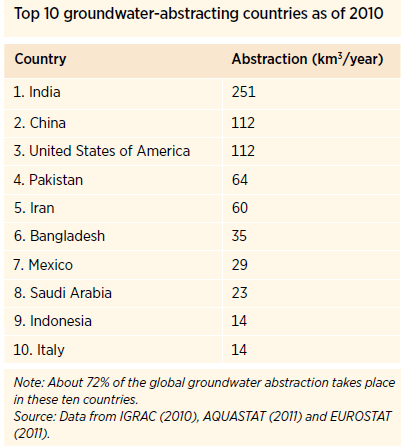 Top 10 groundwater-abstracting countries as of 2010
Country Abstraction (km³/year)
1. India 251
2. China 112
3. United States of America 112
4. Pakistan 64
5. Iran 60
6. Bangladesh 35
7. Mexico 29
8. Saudi Arabia 23
9. Indonesia 14
10. Italy 14
Note: About 72% of the global groundwater abstraction takes place
in these ten countries.
Source: Data from IGRAC (2010), AQUASTAT (2011) and EUROSTAT
(2011).